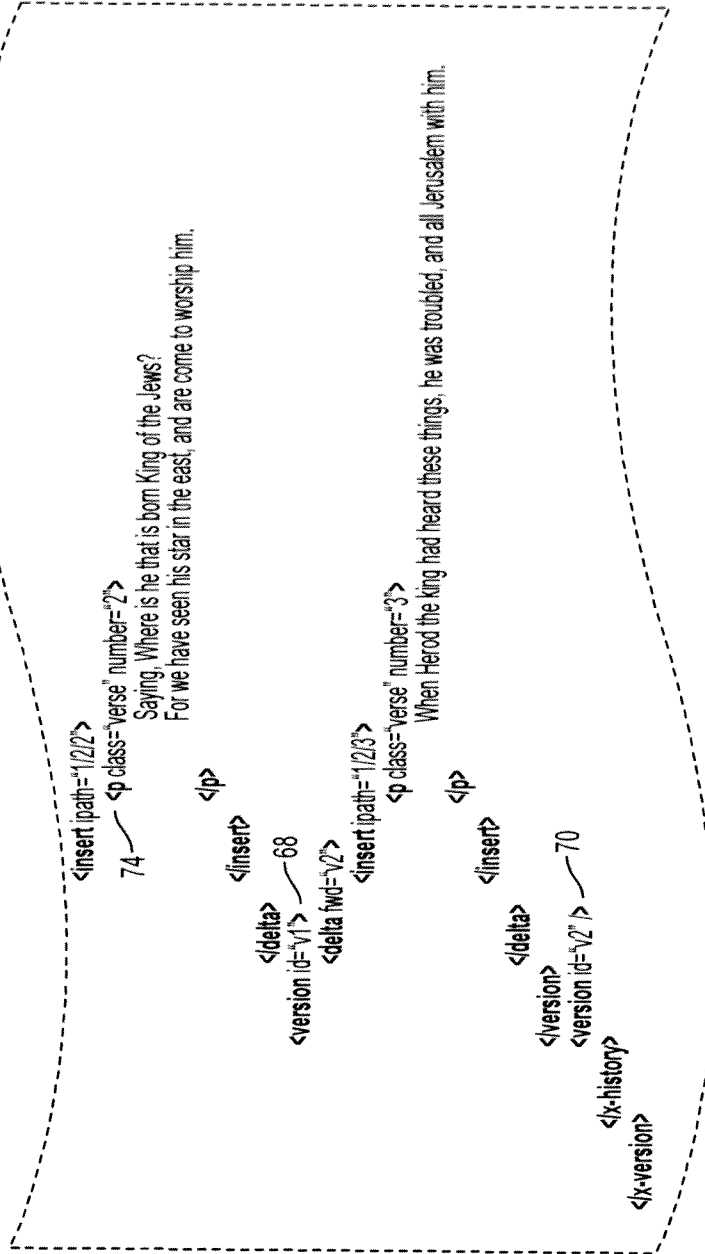 <insert ipath="1/2/2">
74 <p class="verse" number="2">
Saying, Where is he that is born King of the Jews?
For we have seen his star in the east, and are come to worship him.
</p>
</insert>
</delta>
<version id="v1"> 68
<delta fwd="v2">
<insert ipath="1/2/3">
<p class="verse" number="3">
When Herod the king had heard these things, he was troubled, and all Jerusalem with him.
</p>
</insert>
</delta>
</version>
<version id="v2" /> 70
</x-history>
</x-version>